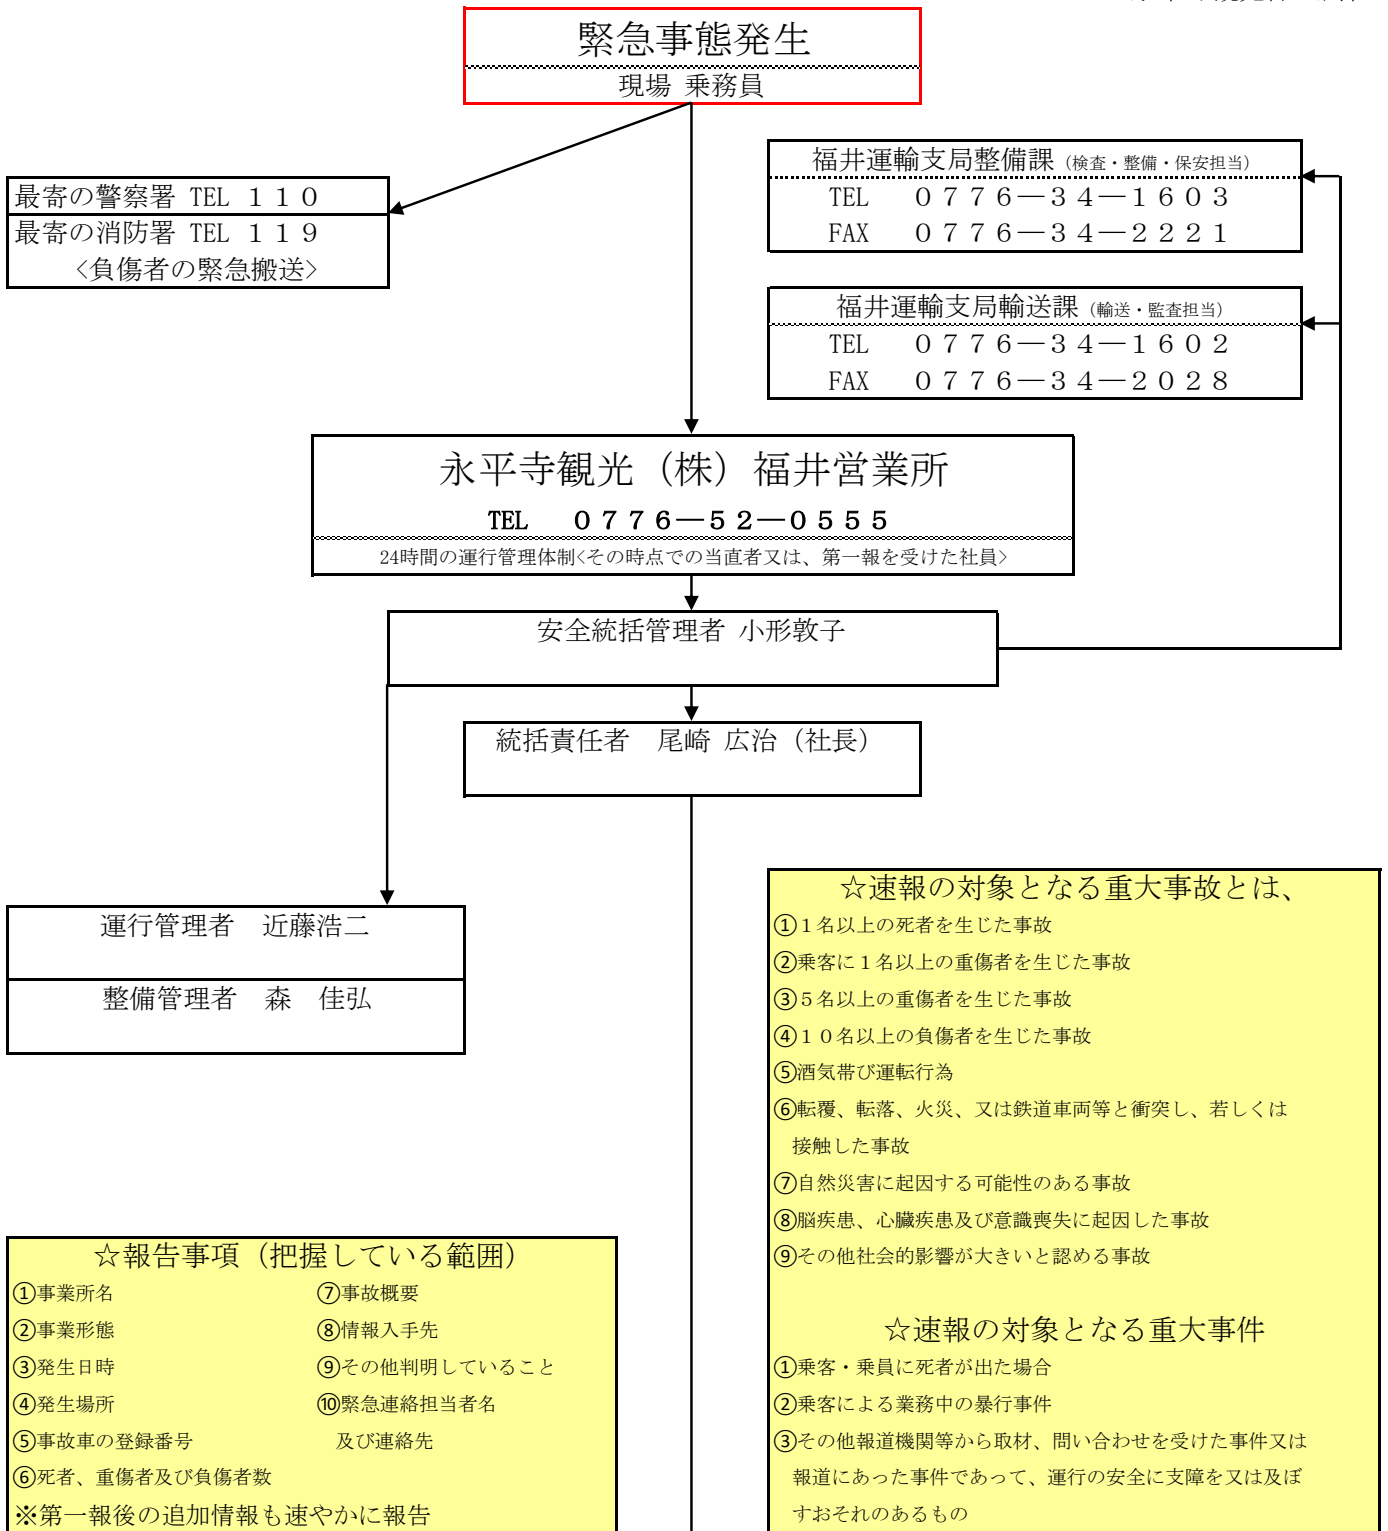 緊急事態発生
現場 乗務員
福井運輸支局整備課（検査・整備・保安担当）
TEL　０７７６―３４―１６０３
FAX　０７７６―３４―２２２１
最寄の警察署 TEL １１０
最寄の消防署 TEL １１９
<負傷者の緊急搬送>
福井運輸支局輸送課（輸送・監査担当）
TEL　０７７６―３４―１６０２
FAX　０７７６―３４―２０２８
永平寺観光（株）福井営業所
TEL　０７７６―５２―０５５５
24時間の運行管理体制<その時点での当直者又は、第一報を受けた社員>
安全統括管理者 小形敦子
統括責任者　尾崎 広治（社長）
運行管理者　近藤浩二
整備管理者　森　佳弘
☆速報の対象となる重大事故とは、
①１名以上の死者を生じた事故
②乗客に１名以上の重傷者を生じた事故
③５名以上の重傷者を生じた事故
④１０名以上の負傷者を生じた事故
⑤酒気帯び運転行為
⑥転覆、転落、火災、又は鉄道車両等と衝突し、若しくは
接触した事故
⑦自然災害に起因する可能性のある事故
⑧脳疾患、心臓疾患及び意識喪失に起因した事故
⑨その他社会的影響が大きいと認める事故
☆速報の対象となる重大事件
①乗客・乗員に死者が出た場合
②乗客による業務中の暴行事件
③その他報道機関等から取材、問い合わせを受けた事件又は
報道にあった事件であって、運行の安全に支障を又は及ぼ
すおそれのあるもの
☆報告事項（把握している範囲）
①事業所名
②事業形態
③発生日時
④発生場所
⑤事故車の登録番号
⑥死者、重傷者及び負傷者数
⑦事故概要
⑧情報入手先
⑨その他判明していること
⑩緊急連絡担当者名
及び連絡先
※第一報後の追加情報も速やかに報告